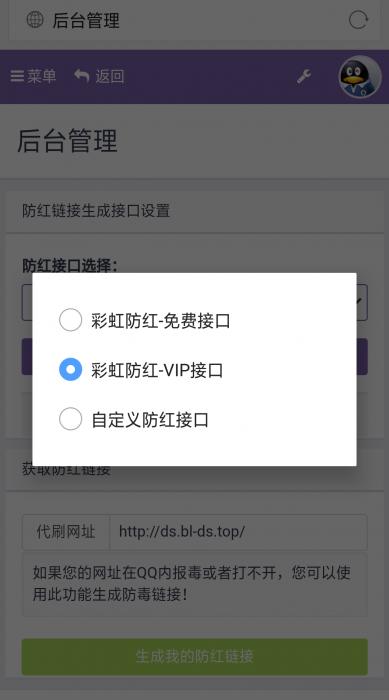 后台管理
菜单 返回
后台管理
防红链接生成接口设置
防红接口选择：
彩虹防红-免费接口
彩虹防红-VIP接口
自定义防红接口
获取防红链接
代刷网址 http://ds.bl-ds.top/
如果您的网址在QQ内报毒或者打不开，您可以使
用此功能生成防毒链接！
生成我的防红链接